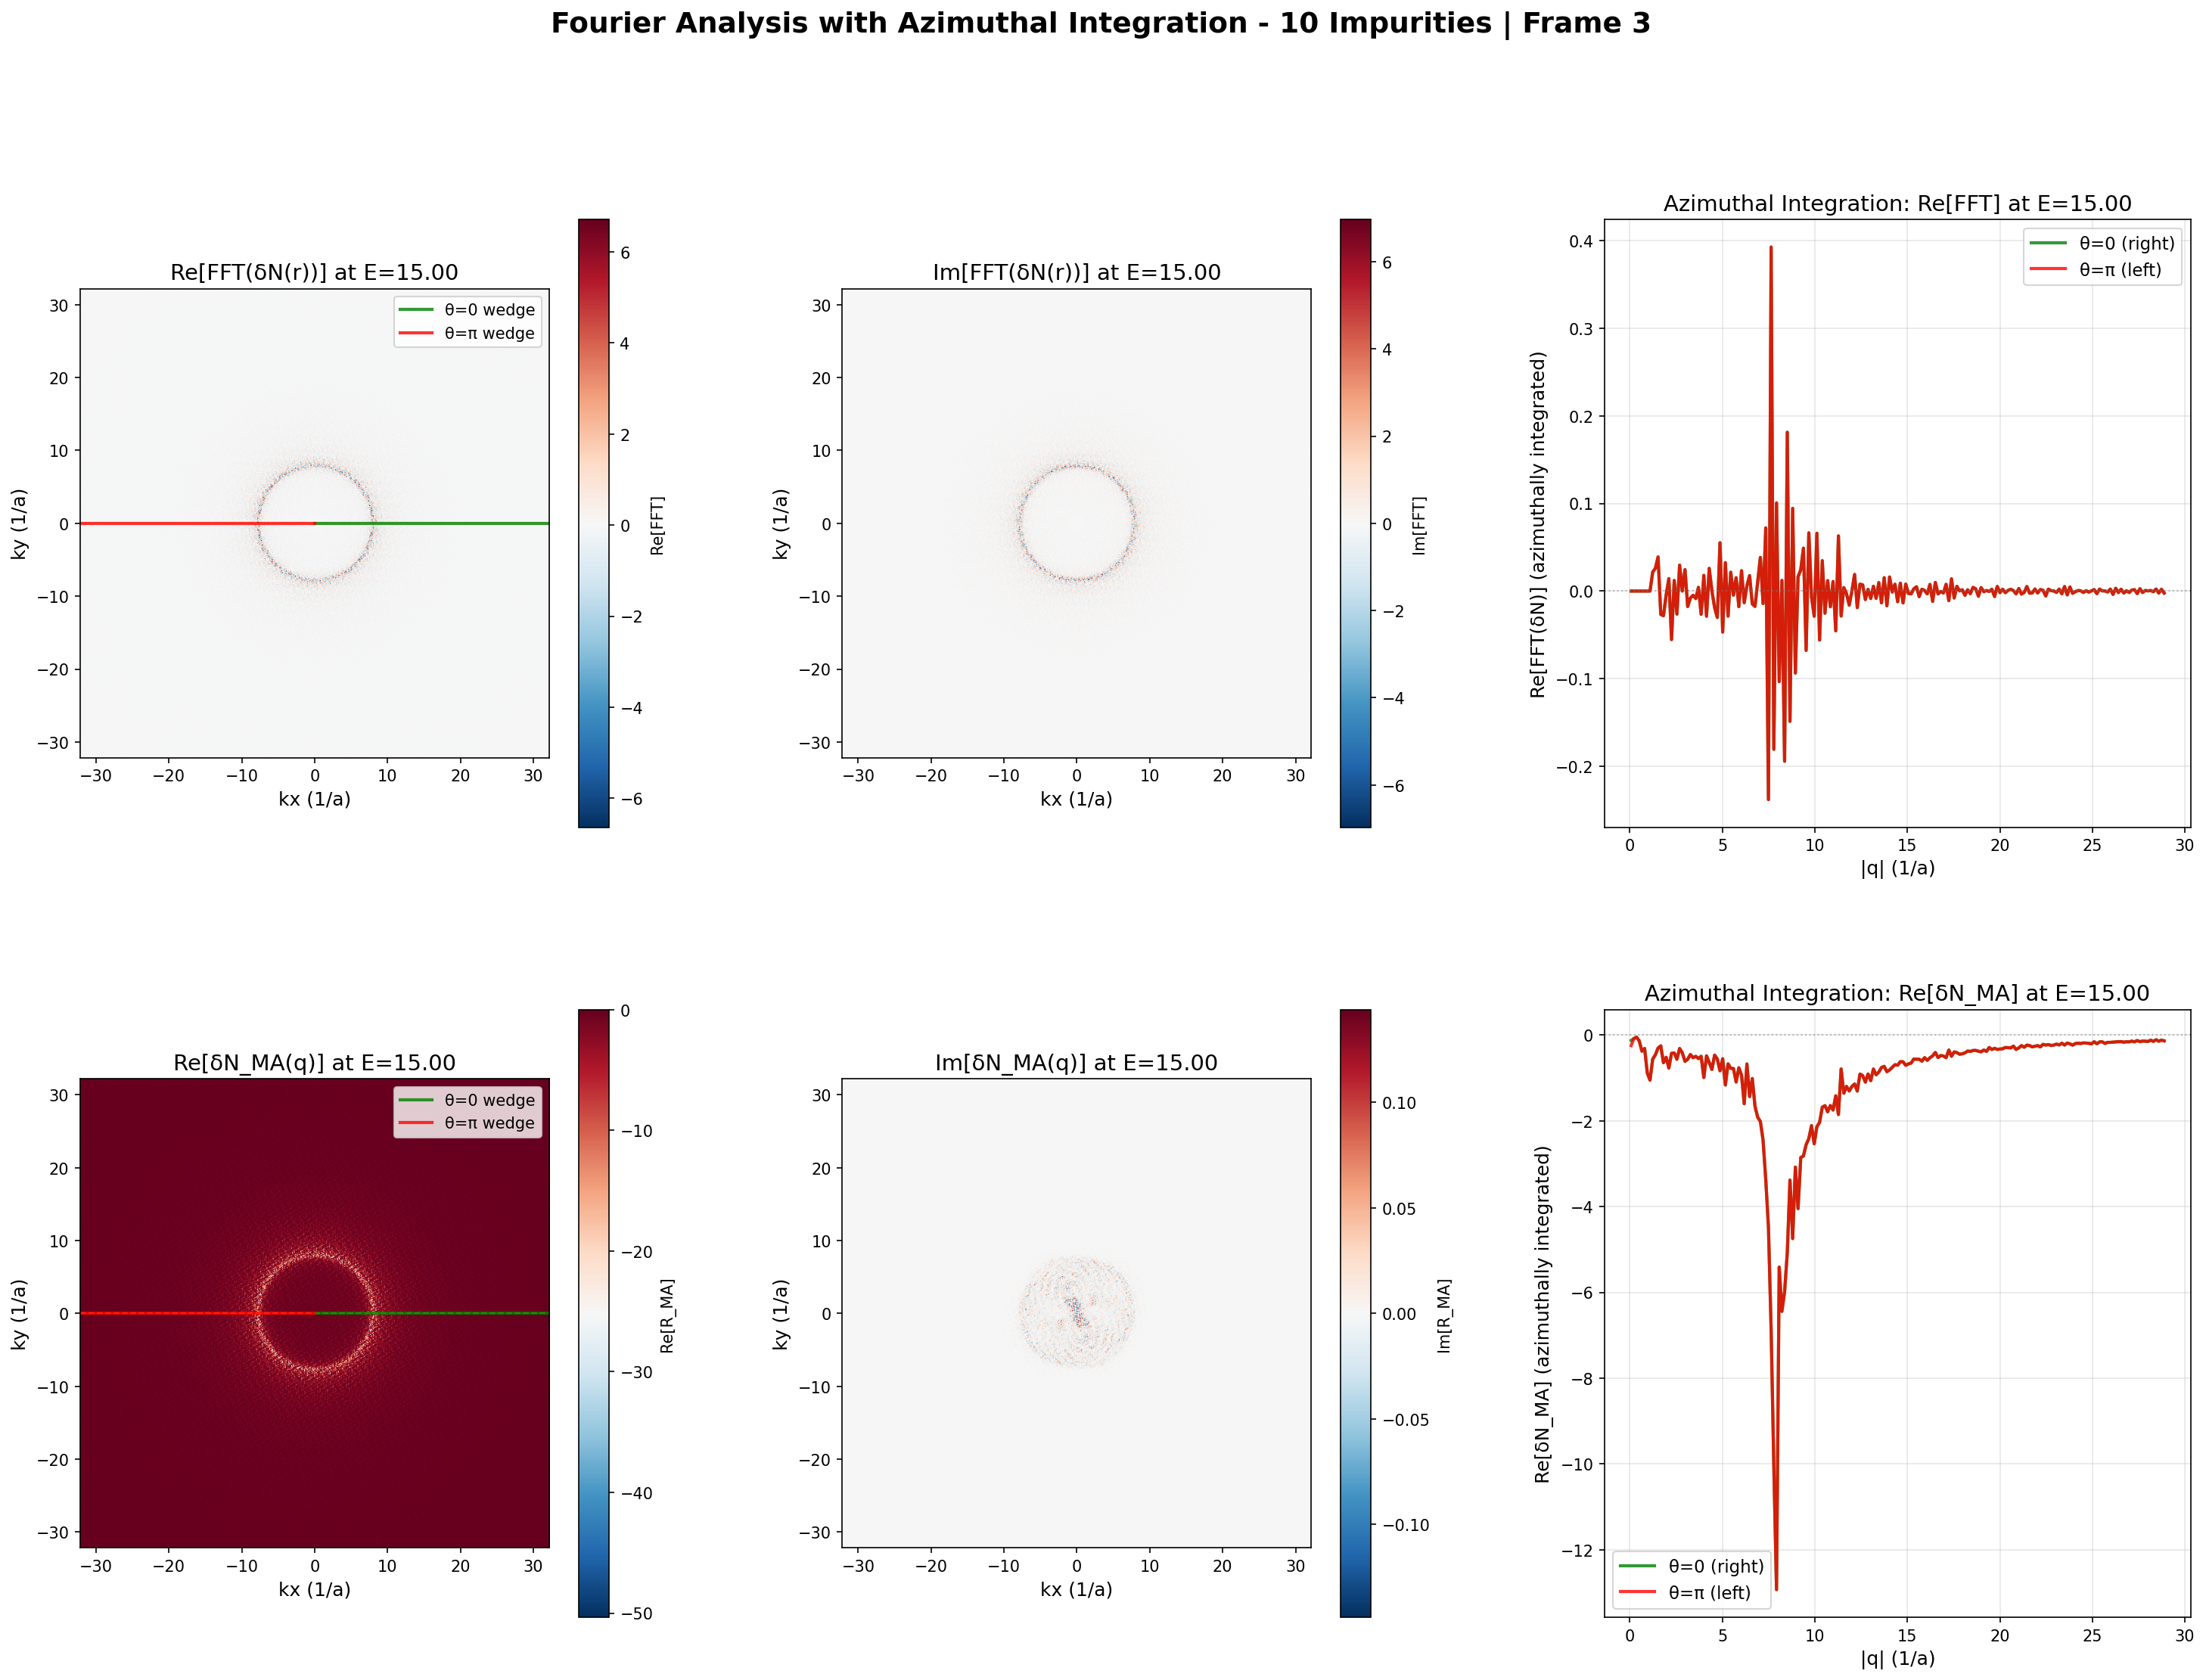 Fourier Analysis with Azimuthal Integration - 10 Impurities | Frame 3
Re[FFT(δN(r))] at E=15.00
θ=0 wedge
θ=π wedge
30
20
10
0
−10
−20
−30
ky (1/a)
−30 −20 −10 0 10 20 30
kx (1/a)
6
4
2
0
−2
−4
−6
Re[FFT]
Im[FFT(δN(r))] at E=15.00
30
20
10
0
−10
−20
−30
ky (1/a)
−30 −20 −10 0 10 20 30
kx (1/a)
6
4
2
0
−2
−4
−6
Im[FFT]
Azimuthal Integration: Re[FFT] at E=15.00
θ=0 (right)
θ=π (left)
0.4
0.3
0.2
0.1
0.0
−0.1
−0.2
Re[FFT(δN)] (azimuthally integrated)
0 5 10 15 20 25 30
|q| (1/a)
Re[δN_MA(q)] at E=15.00
θ=0 wedge
θ=π wedge
30
20
10
0
−10
−20
−30
ky (1/a)
−30 −20 −10 0 10 20 30
kx (1/a)
0
−10
−20
−30
−40
−50
Re[R_MA]
Im[δN_MA(q)] at E=15.00
30
20
10
0
−10
−20
−30
ky (1/a)
−30 −20 −10 0 10 20 30
kx (1/a)
0.10
0.05
0.00
−0.05
−0.10
Im[R_MA]
Azimuthal Integration: Re[δN_MA] at E=15.00
0
−2
−4
−6
−8
−10
−12
Re[δN_MA] (azimuthally integrated)
θ=0 (right)
θ=π (left)
0 5 10 15 20 25 30
|q| (1/a)